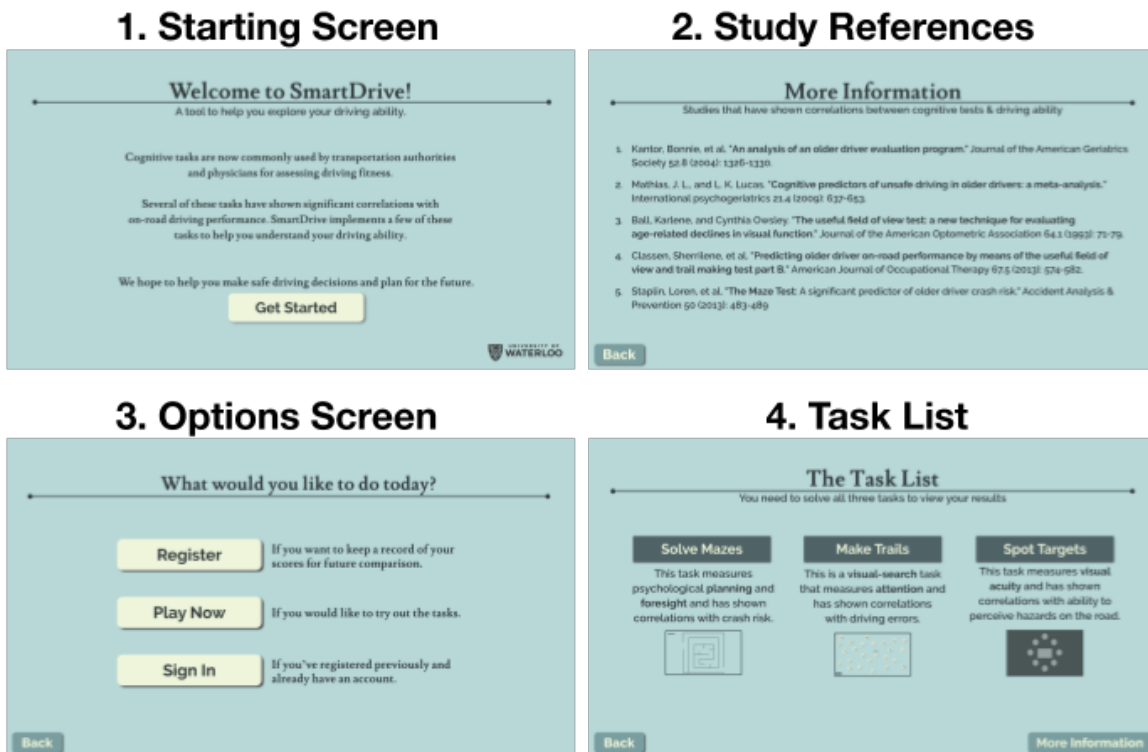 1. Starting Screen
Welcome to SmartDrive!
A tool to help you explore your driving ability.
Cognitive tasks are now commonly used by transportation authorities
and physicians for assessing driving fitness.
Several of these tasks have shown significant correlations with
on-road driving performance. SmartDrive implements a few of these
tasks to help you understand your driving ability.
We hope to help you make safe driving decisions and plan for the future.
Get Started
UNIVERSITY OF
WATERLOO
2. Study References
More Information
Studies that have shown correlations between cognitive tests & driving ability
1. Kantor, Bonnie, et al. "An analysis of an older driver evaluation program." Journal of the American Geriatrics
Society 52.8 (2004): 1326-1330.
2. Mathias, J. L., and L. K. Lucas. "Cognitive predictors of unsafe driving in older drivers: a meta-analysis."
International psychogeriatrics 21.4 (2009): 637-653.
3. Ball, Karlene, and Cynthia Owsley. "The useful field of view test: a new technique for evaluating
age-related declines in visual function." Journal of the American Optometric Association 64.1 (1993): 71-79.
4. Classen, Sherrilene, et al. "Predicting older driver on-road performance by means of the useful field of
view and trail making test part B." American Journal of Occupational Therapy 67.5 (2013): 574-582.
5. Staplin, Loren, et al. "The Maze Test: A significant predictor of older driver crash risk." Accident Analysis &
Prevention 50 (2013): 483-489
Back
3. Options Screen
What would you like to do today?
Register
If you want to keep a record of your
scores for future comparison.
Play Now
If you would like to try out the tasks.
Sign In
If you've registered previously and
already have an account.
Back
4. Task List
The Task List
You need to solve all three tasks to view your results
Solve Mazes
This task measures
psychological planning and
foresight and has shown
correlations with crash risk.
Make Trails
This is a visual-search task
that measures attention and
has shown correlations
with driving errors.
Spot Targets
This task measures visual
acuity and has shown
correlations with ability to
perceive hazards on the road.
Back
More Information